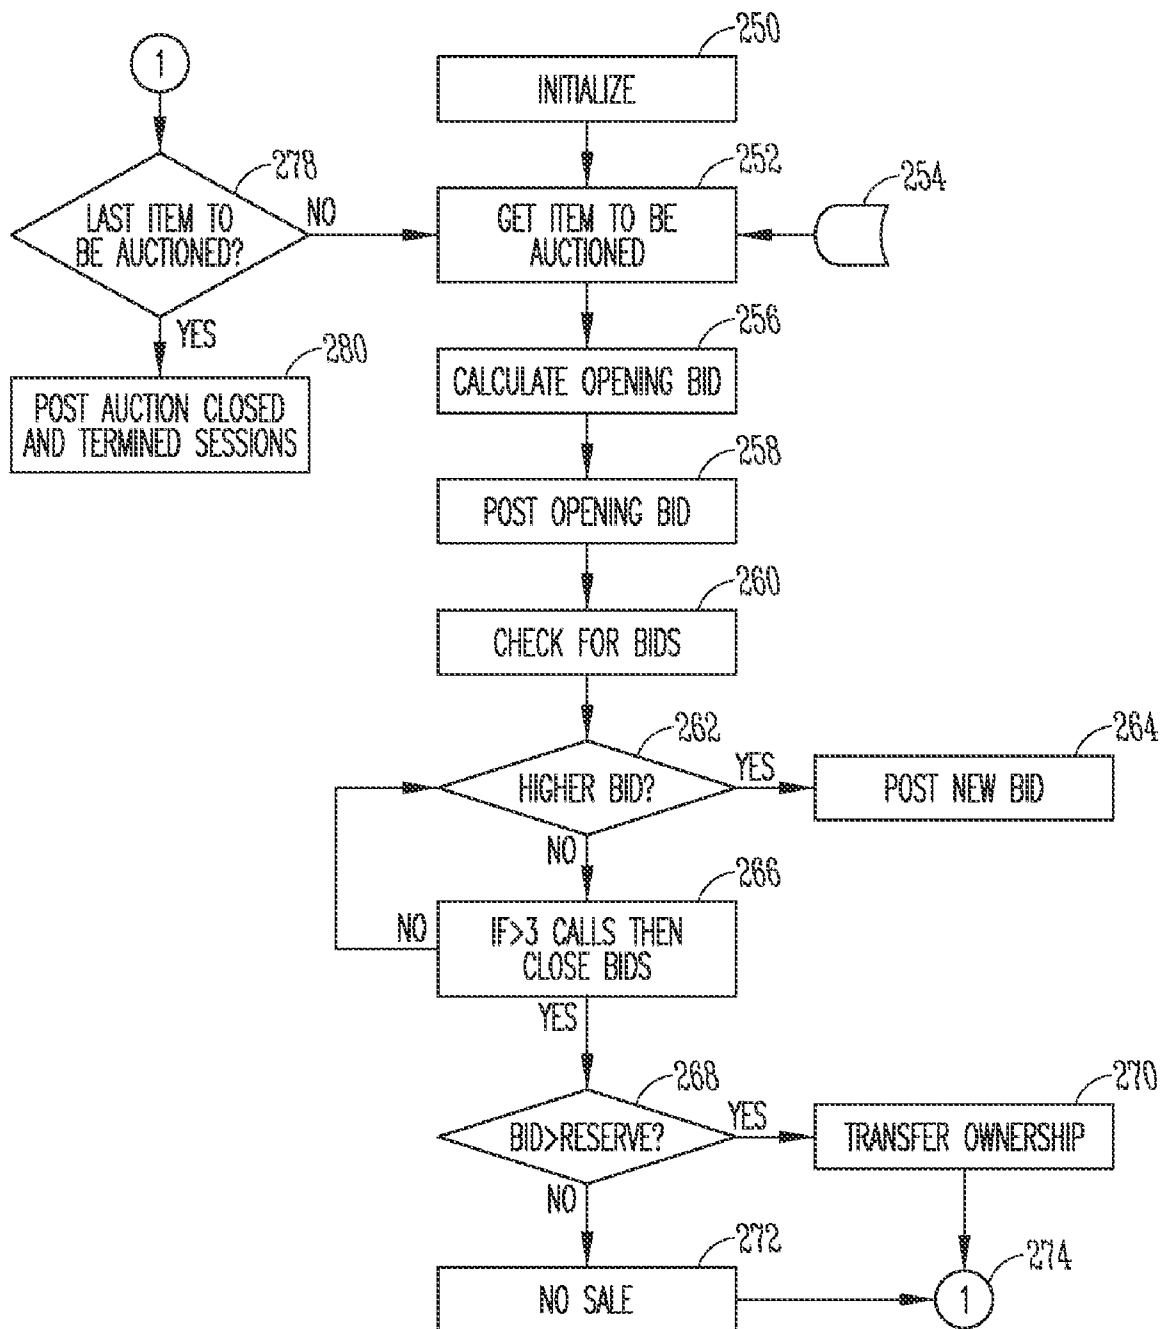 1
250
INITIALIZE
278
LAST ITEM TO
BE AUCTIONED?
NO
YES
280
POST AUCTION CLOSED
AND TERMINED SESSIONS
252
GET ITEM TO BE
AUCTIONED
254
256
CALCULATE OPENING BID
258
POST OPENING BID
260
CHECK FOR BIDS
262
HIGHER BID?
YES
264
POST NEW BID
NO
266
IF>3 CALLS THEN
CLOSE BIDS
NO
YES
268
BID>RESERVE?
YES
270
TRANSFER OWNERSHIP
NO
272
NO SALE
274
1